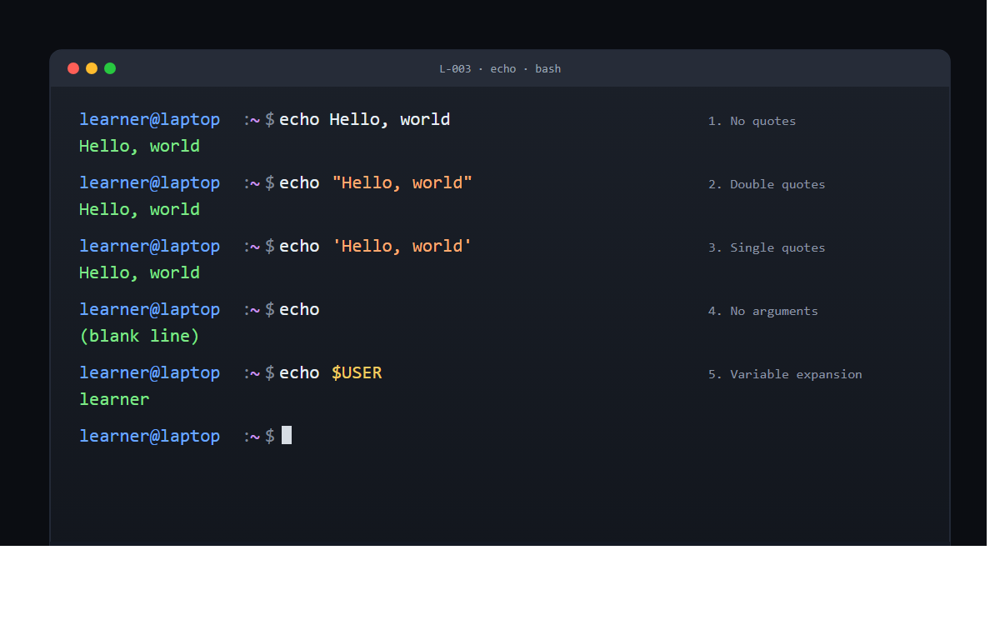 L-003 · echo · bash
learner@laptop :~ $ echo Hello, world 1. No quotes
Hello, world
learner@laptop :~ $ echo "Hello, world" 2. Double quotes
Hello, world
learner@laptop :~ $ echo 'Hello, world' 3. Single quotes
Hello, world
learner@laptop :~ $ echo 4. No arguments
(blank line)
learner@laptop :~ $ echo $USER 5. Variable expansion
learner
learner@laptop :~ $